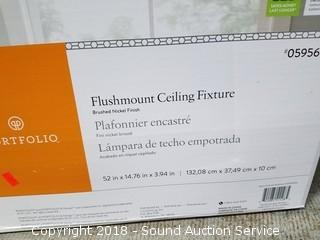 #05956
Flushmount Ceiling Fixture
Brushed Nickel Finish
Plafonnier encastré
Fini nickel brossé
ORTFOLIO
Lámpara de techo empotrada
Acabado en níquel cepillado
52 in x 14.76 in x 3.94 in | 132,08 cm x 37,49 cm x 10 cm
Copyright 2018 - Sound Auction Service